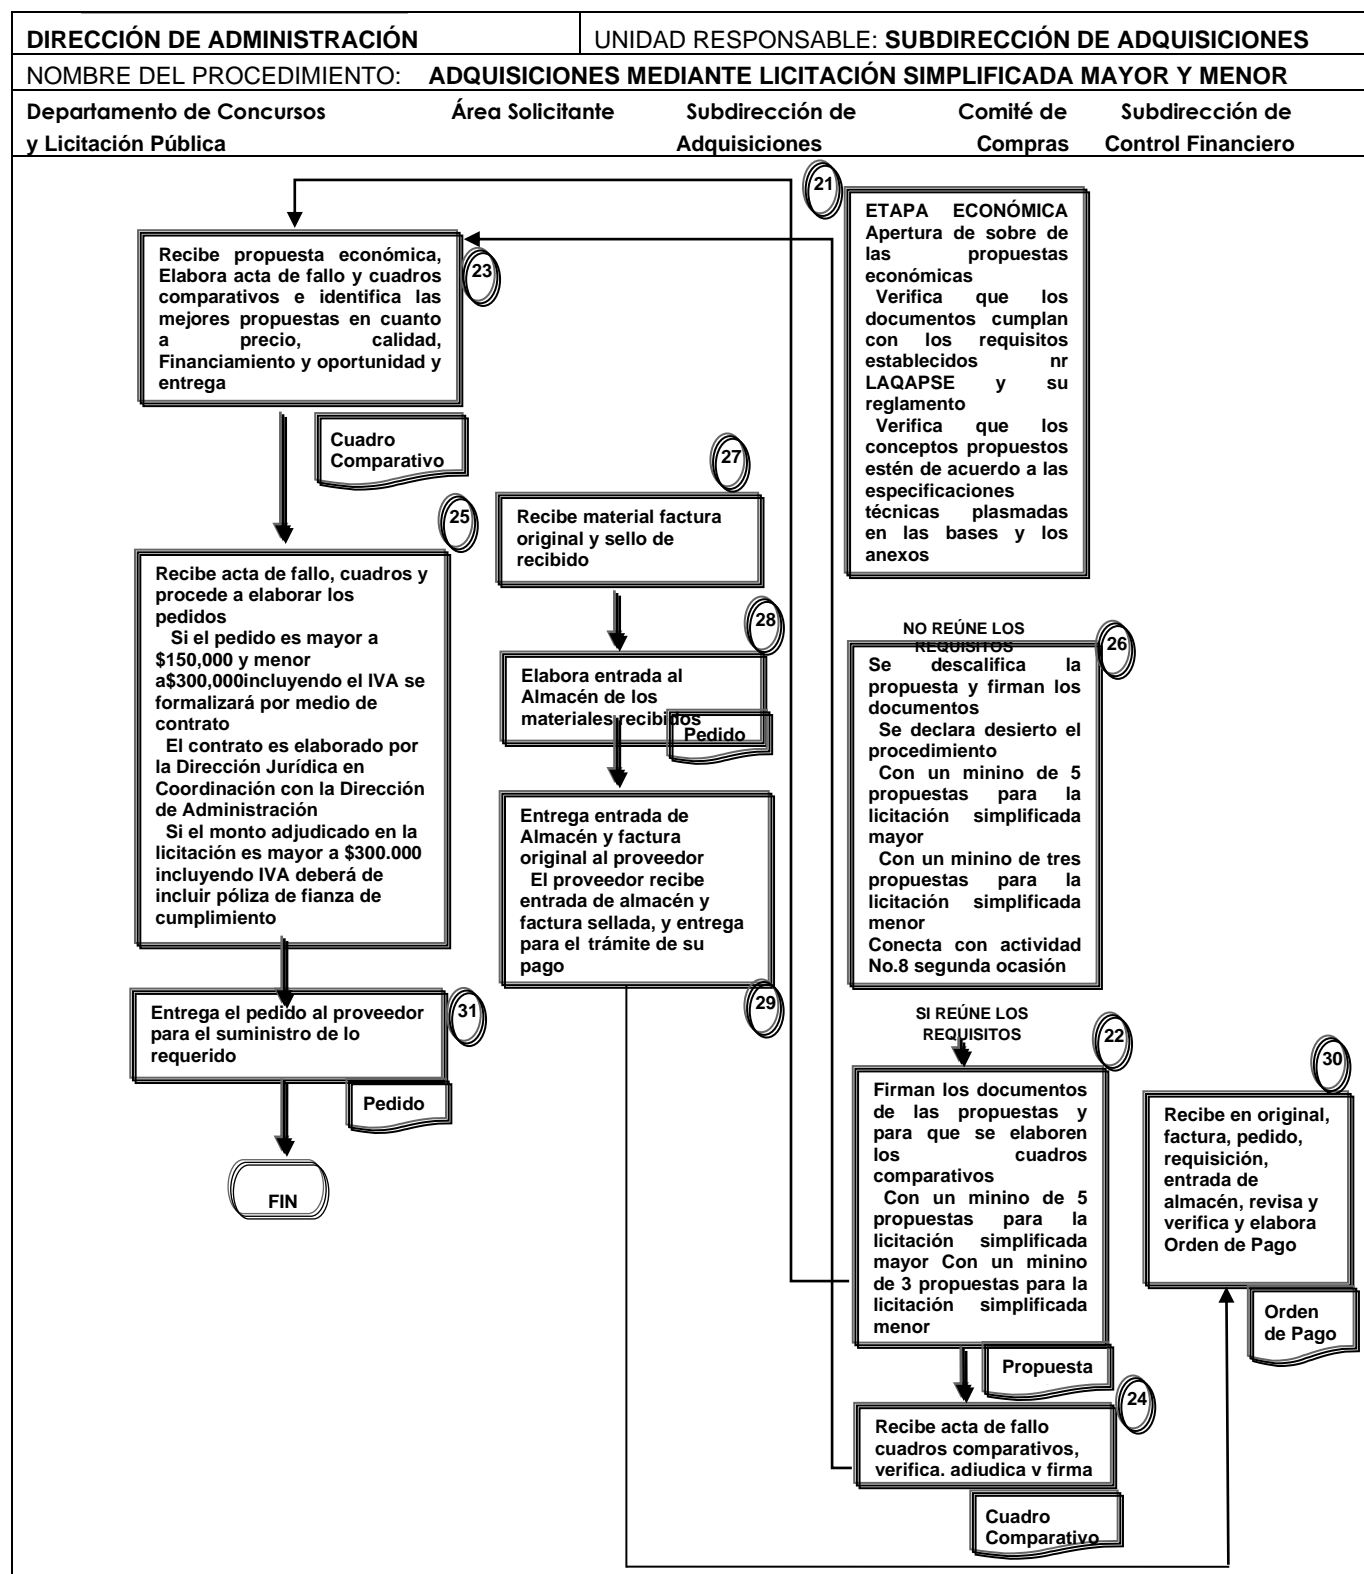 DIRECCIÓN DE ADMINISTRACIÓN
UNIDAD RESPONSABLE: SUBDIRECCIÓN DE ADQUISICIONES
NOMBRE DEL PROCEDIMIENTO: ADQUISICIONES MEDIANTE LICITACIÓN SIMPLIFICADA MAYOR Y MENOR
Departamento de Concursos
y Licitación Pública
Área Solicitante
Subdirección de
Adquisiciones
Comité de
Compras
Subdirección de
Control Financiero
23
Recibe propuesta económica,
Elabora acta de fallo y cuadros
comparativos e identifica las
mejores propuestas en cuanto
a precio, calidad,
Financiamiento y oportunidad y
entrega
Cuadro
Comparativo
25
Recibe acta de fallo, cuadros y
procede a elaborar los
pedidos
Si el pedido es mayor a
$150,000 y menor
a$300,000incluyendo el IVA se
formalizará por medio de
contrato
El contrato es elaborado por
la Dirección Jurídica en
Coordinación con la Dirección
de Administración
Si el monto adjudicado en la
licitación es mayor a $300.000
incluyendo IVA deberá de
incluir póliza de fianza de
cumplimiento
31
Entrega el pedido al proveedor
para el suministro de lo
requerido
Pedido
FIN
27
Recibe material factura
original y sello de
recibido
28
Elabora entrada al
Almacén de los
materiales recibidos
Pedido
Entrega entrada de
Almacén y factura
original al proveedor
El proveedor recibe
entrada de almacén y
factura sellada, y entrega
para el trámite de su
pago
29
21
ETAPA ECONÓMICA
Apertura de sobre de
las propuestas
económicas
Verifica que los
documentos cumplan
con los requisitos
establecidos nr
LAQAPSE y su
reglamento
Verifica que los
conceptos propuestos
estén de acuerdo a las
especificaciones
técnicas plasmadas
en las bases y los
anexos
NO REÚNE LOS
REQUISITOS
26
Se descalifica la
propuesta y firman los
documentos
Se declara desierto el
procedimiento
Con un minino de 5
propuestas para la
licitación simplificada
mayor
Con un minino de tres
propuestas para la
licitación simplificada
menor
Conecta con actividad
No.8 segunda ocasión
SI REÚNE LOS
REQUISITOS
22
Firman los documentos
de las propuestas y
para que se elaboren
los cuadros
comparativos
Con un minino de 5
propuestas para la
licitación simplificada
mayor Con un minino
de 3 propuestas para la
licitación simplificada
menor
Propuesta
24
Recibe acta de fallo
cuadros comparativos,
verifica. adjudica y firma
Cuadro
Comparativo
30
Recibe en original,
factura, pedido,
requisición,
entrada de
almacén, revisa y
verifica y elabora
Orden de Pago
Orden
de Pago